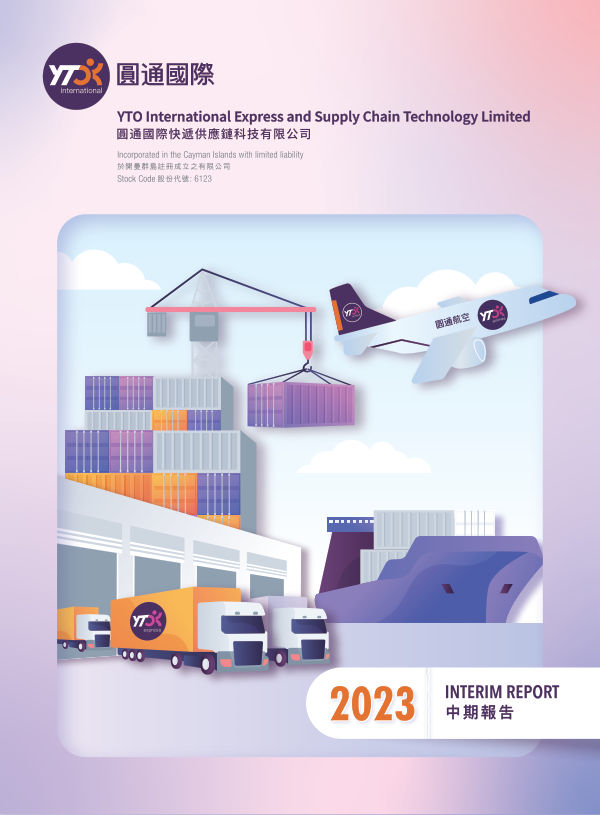 YTO
International
圓通國際
YTO International Express and Supply Chain Technology Limited
圓通國際快遞供應鏈科技有限公司
Incorporated in the Cayman Islands with limited liability
於開曼群島註冊成立之有限公司
Stock Code 股份代號: 6123
YTO
圓通航空
YTO
express
YTO
express
2023
INTERIM REPORT
中期報告